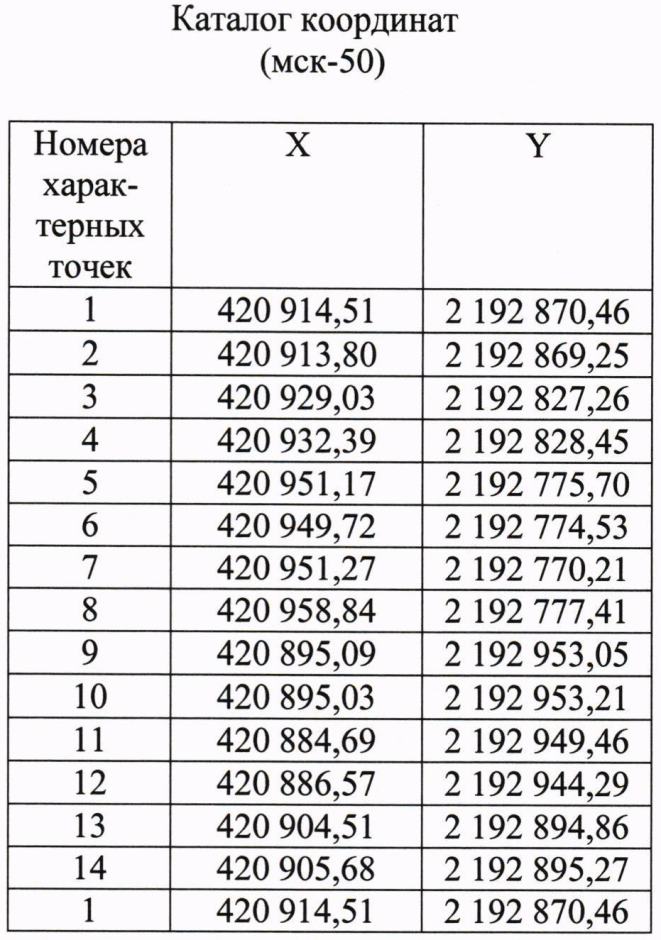 Каталог координат
(мск-50)
Номера X Y
харак-
терных
точек
1 420 914,51 2 192 870,46
2 420 913,80 2 192 869,25
3 420 929,03 2 192 827,26
4 420 932,39 2 192 828,45
5 420 951,17 2 192 775,70
6 420 949,72 2 192 774,53
7 420 951,27 2 192 770,21
8 420 958,84 2 192 777,41
9 420 895,09 2 192 953,05
10 420 895,03 2 192 953,21
11 420 884,69 2 192 949,46
12 420 886,57 2 192 944,29
13 420 904,51 2 192 894,86
14 420 905,68 2 192 895,27
1 420 914,51 2 192 870,46